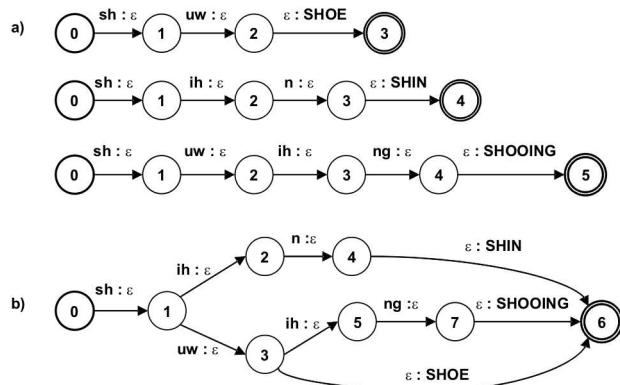 a) 0 sh : ε 1 uw : ε 2 ε : SHOE 3
0 sh : ε 1 ih : ε 2 n : ε 3 ε : SHIN 4
0 sh : ε 1 uw : ε 2 ih : ε 3 ng : ε 4 ε : SHOOING 5
n :ε ε : SHIN
ih : ε 2 4
b) 0 sh : ε 1
ih : ε 5 ng :ε 7 ε : SHOOING 6
uw : ε 3
ε : SHOE